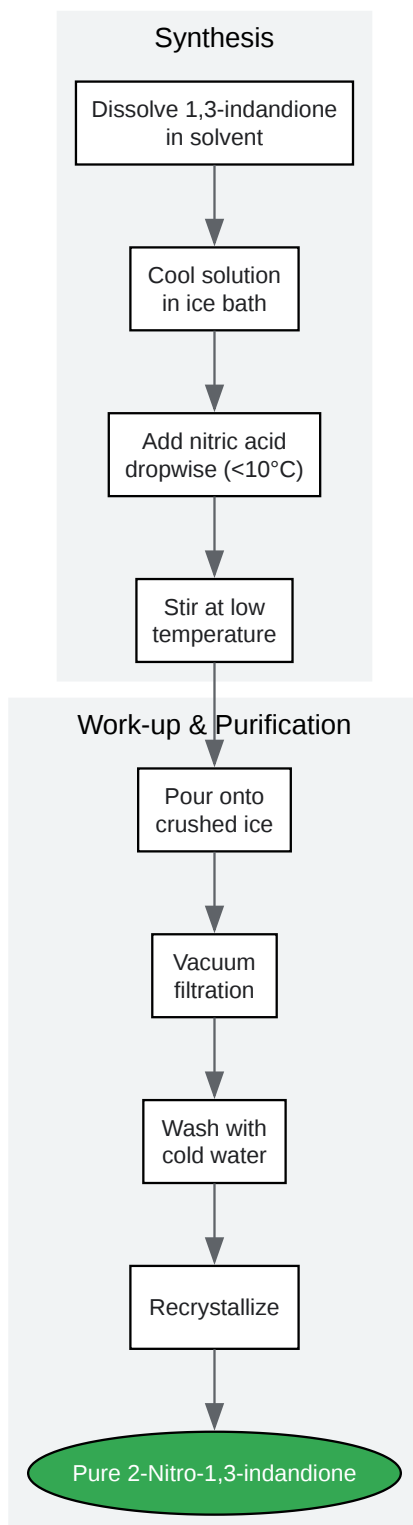 Synthesis
Dissolve 1,3-indandione
in solvent
Cool solution
in ice bath
Add nitric acid
dropwise (<10°C)
Stir at low
temperature
Work-up & Purification
Pour onto
crushed ice
Vacuum
filtration
Wash with
cold water
Recrystallize
Pure 2-Nitro-1,3-indandione